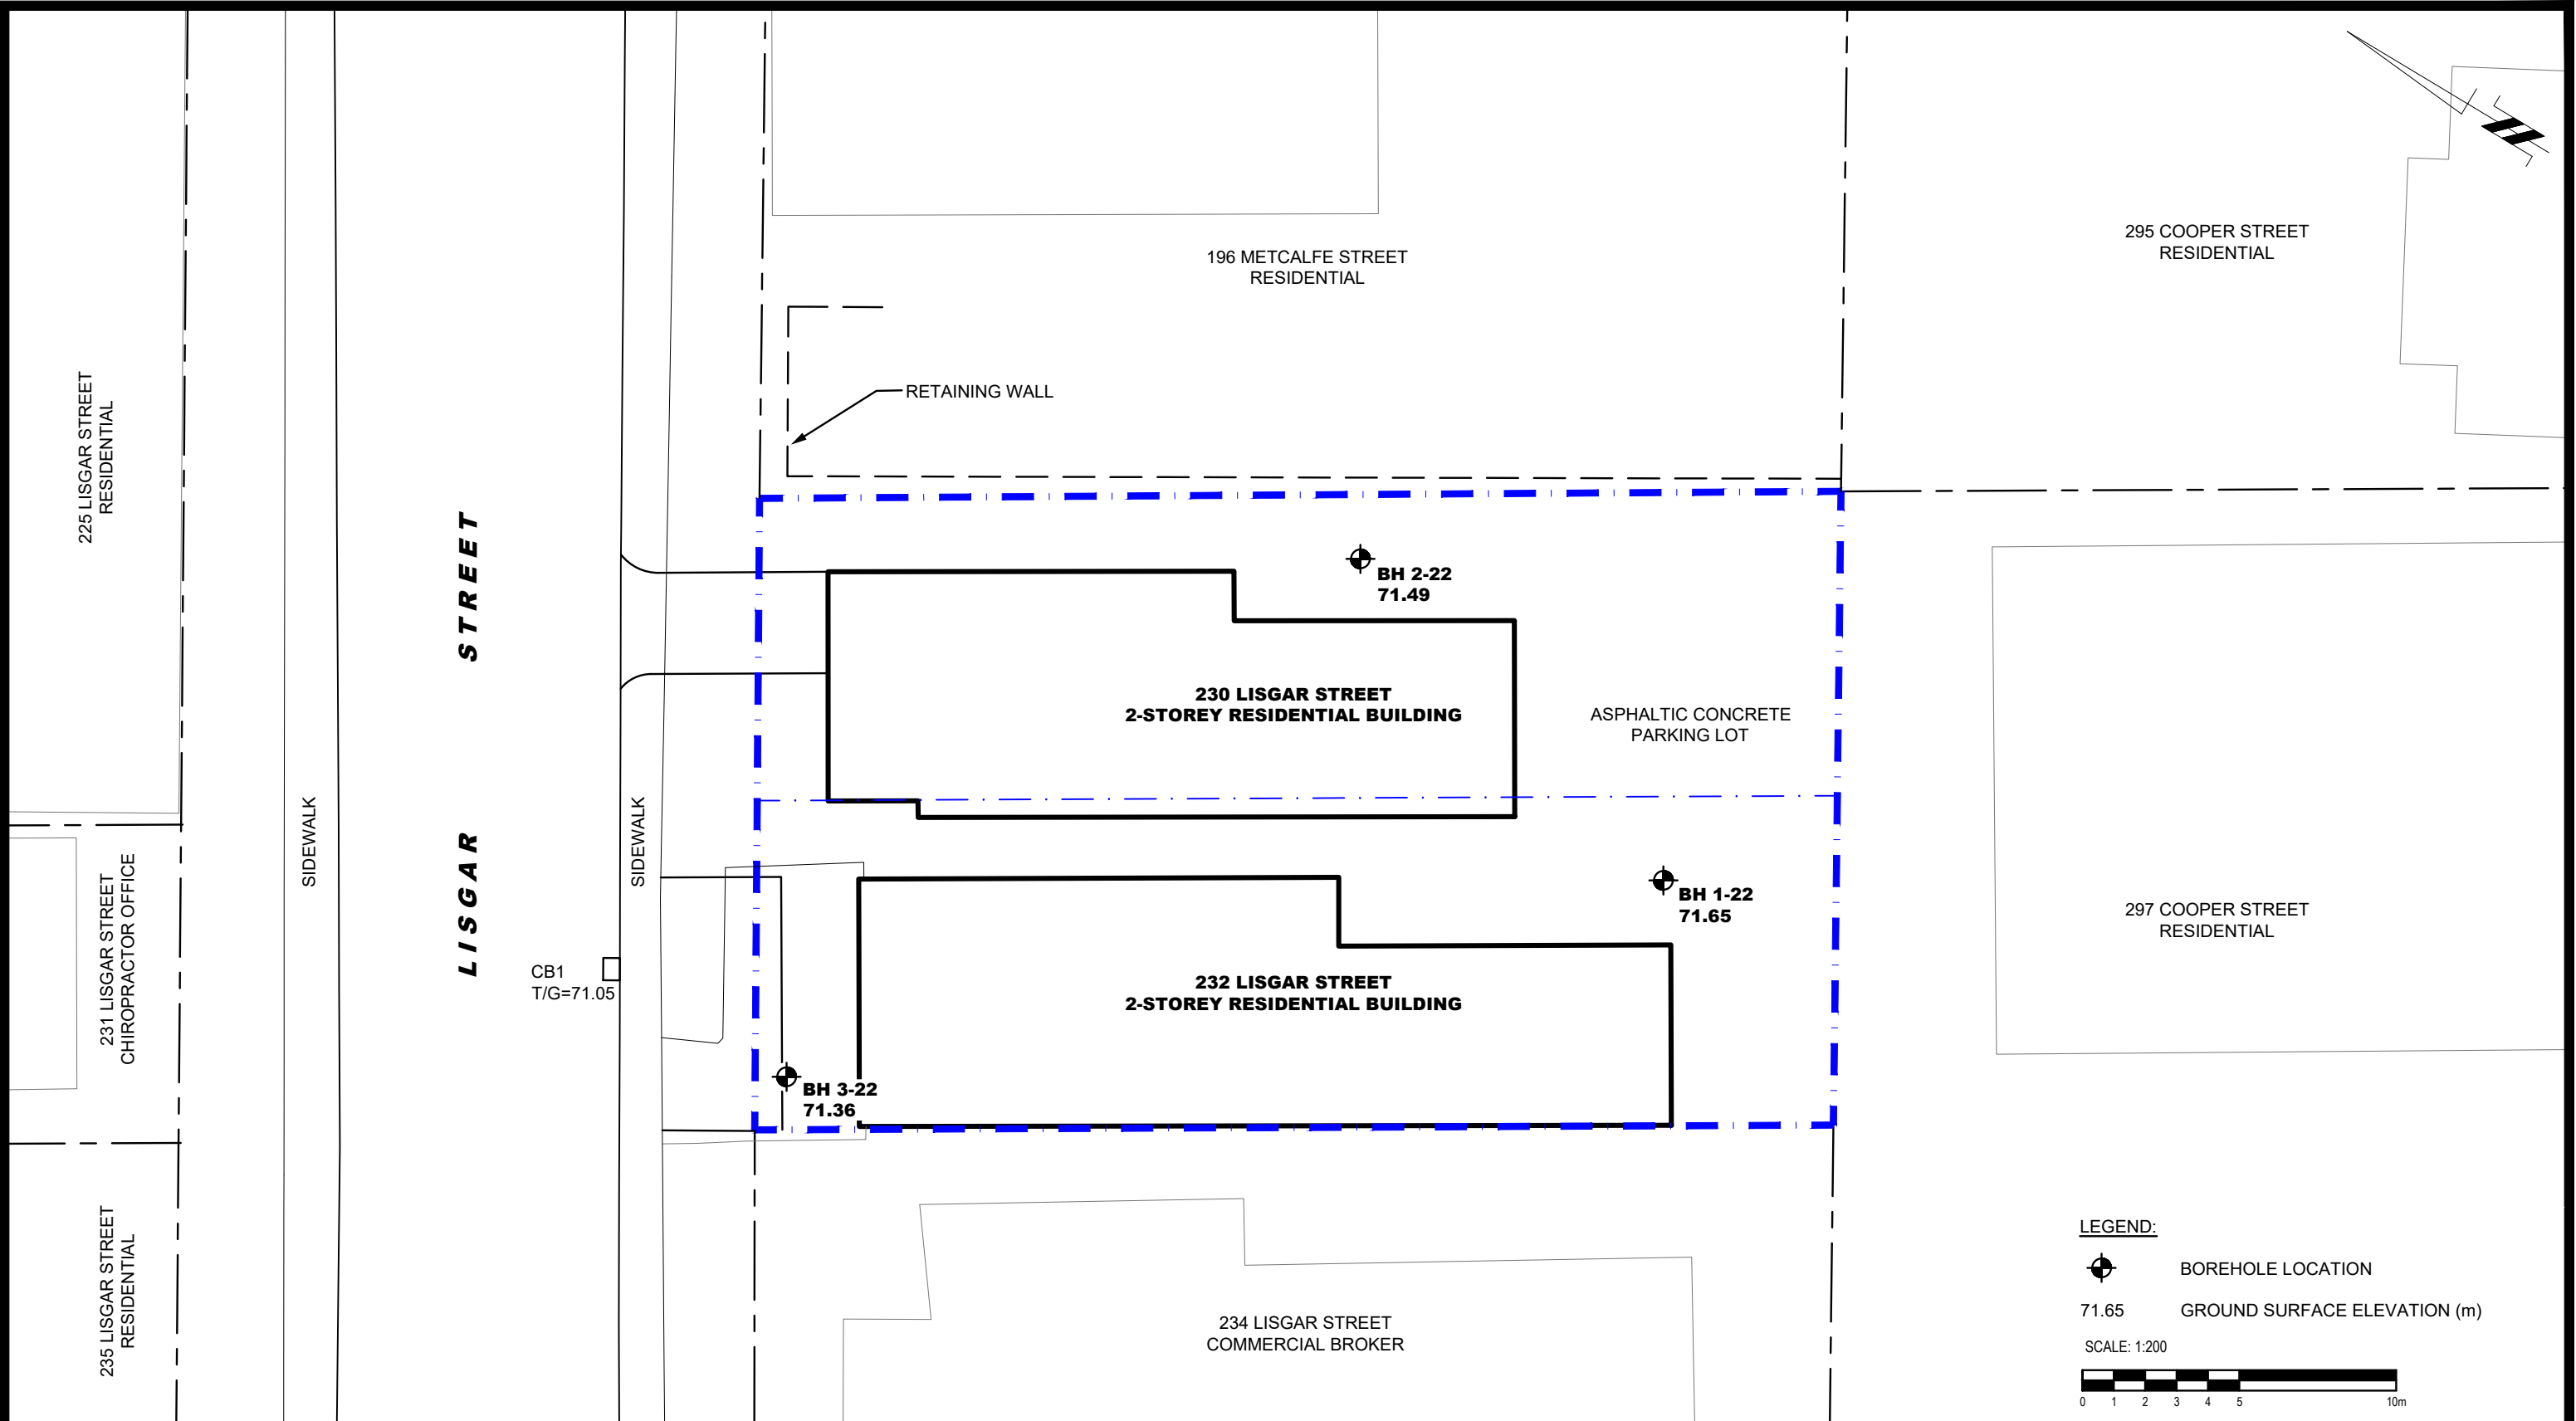 196 METCALFE STREET
RESIDENTIAL
295 COOPER STREET
RESIDENTIAL
RETAINING WALL
225 LISGAR STREET
RESIDENTIAL
LISGAR STREET
BH 2-22
71.49
230 LISGAR STREET
2-STOREY RESIDENTIAL BUILDING
ASPHALTIC CONCRETE
PARKING LOT
SIDEWALK
SIDEWALK
231 LISGAR STREET
CHIROPRACTOR OFFICE
BH 1-22
71.65
297 COOPER STREET
RESIDENTIAL
CB1
T/G=71.05
232 LISGAR STREET
2-STOREY RESIDENTIAL BUILDING
BH 3-22
71.36
235 LISGAR STREET
RESIDENTIAL
234 LISGAR STREET
COMMERCIAL BROKER
LEGEND:
BOREHOLE LOCATION
71.65 GROUND SURFACE ELEVATION (m)
SCALE: 1:200
0 1 2 3 4 5 10m